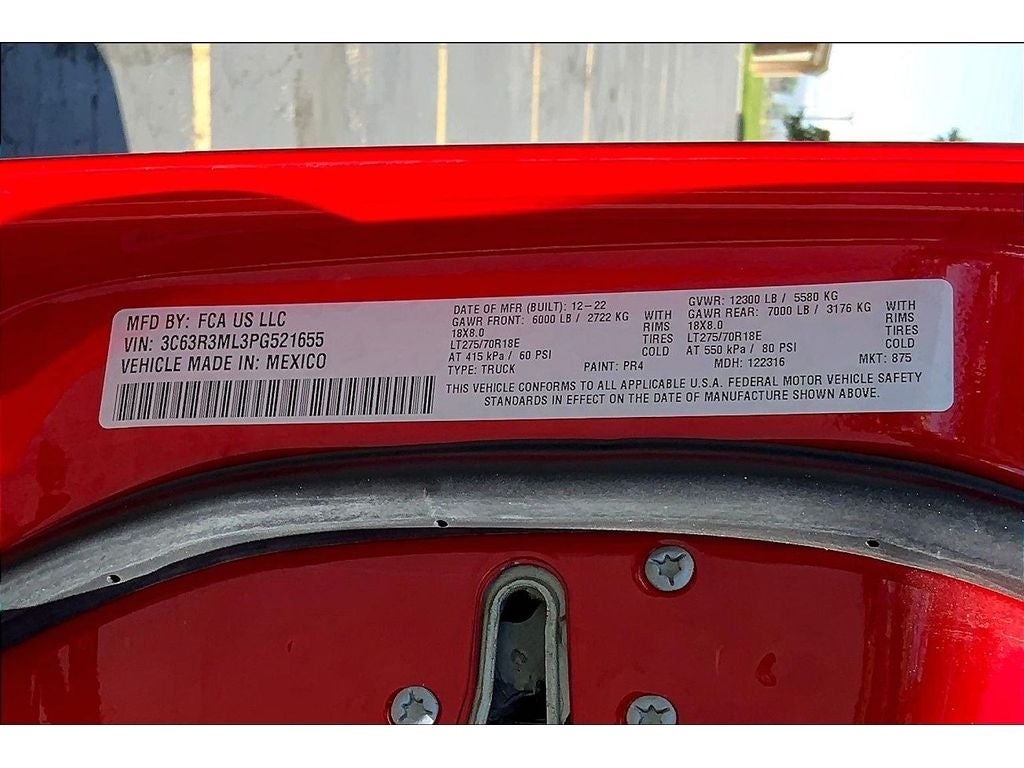 MFD BY: FCA US LLC
VIN: 3C63R3ML3PG521655
VEHICLE MADE IN: MEXICO
DATE OF MFR (BUILT): 12-22
GAWR FRONT: 6000 LB / 2722 KG WITH
18X8.0 RIMS
LT275/70R18E TIRES
AT 415 kPa / 60 PSI COLD
TYPE: TRUCK PAINT: PR4
GVWR: 12300 LB / 5580 KG
GAWR REAR: 7000 LB / 3176 KG WITH
18X8.0 RIMS
LT275/70R18E TIRES
AT 550 kPa / 80 PSI COLD
MDH: 122316 MKT: 875
THIS VEHICLE CONFORMS TO ALL APPLICABLE U.S.A. FEDERAL MOTOR VEHICLE SAFETY
STANDARDS IN EFFECT ON THE DATE OF MANUFACTURE SHOWN ABOVE.